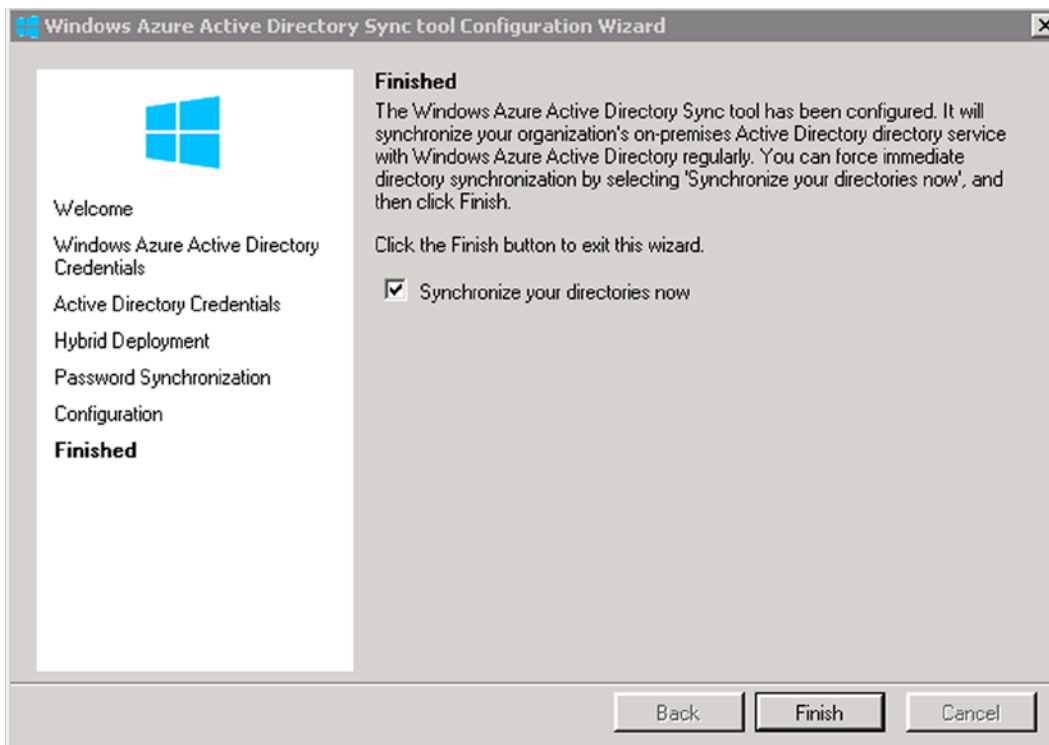 Windows Azure Active Directory Sync tool Configuration Wizard
Welcome
Windows Azure Active Directory
Credentials
Active Directory Credentials
Hybrid Deployment
Password Synchronization
Configuration
Finished
Finished
The Windows Azure Active Directory Sync tool has been configured. It will
synchronize your organization's on-premises Active Directory directory service
with Windows Azure Active Directory regularly. You can force immediate
directory synchronization by selecting 'Synchronize your directories now', and
then click Finish.
Click the Finish button to exit this wizard.
Synchronize your directories now
Back
Finish
Cancel